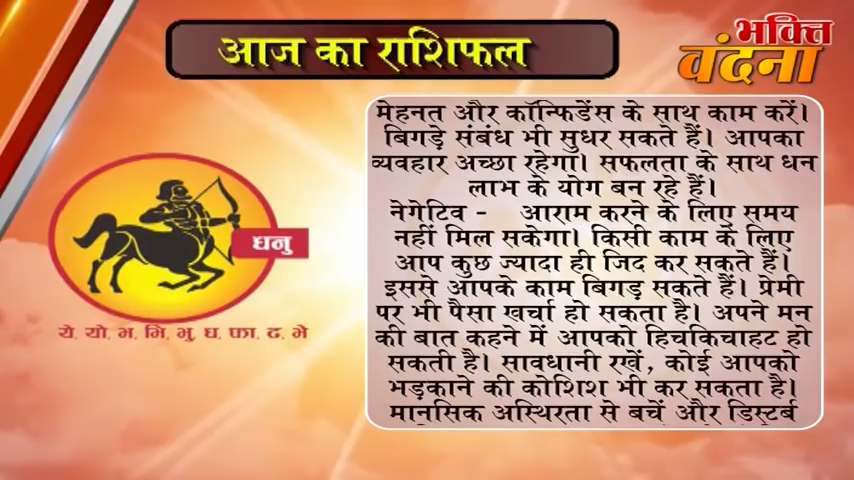 आज का राशिफल
भक्ति
वंदना
मेहनत और कॉन्फिडेंस के साथ काम करें।
बिगड़े संबंध भी सुधर सकते हैं। आपका
व्यवहार अच्छा रहेगा। सफलता के साथ धन
लाभ के योग बन रहे हैं।
नेगेटिव - आराम करने के लिए समय
नहीं मिल सकेगा। किसी काम के लिए
आप कुछ ज्यादा ही जिद कर सकते हैं।
इससे आपके काम बिगड़ सकते हैं। प्रेमी
पर भी पैसा खर्चा हो सकता है। अपने मन
की बात कहने में आपको हिचकिचाहट हो
सकती है। सावधानी रखें, कोई आपको
भड़काने की कोशिश भी कर सकता है।
मानसिक अस्थिरता से बचें और डिस्टर्ब
धनु
ये, यो, भ, भि, भु, ध, फा, ढ, भे